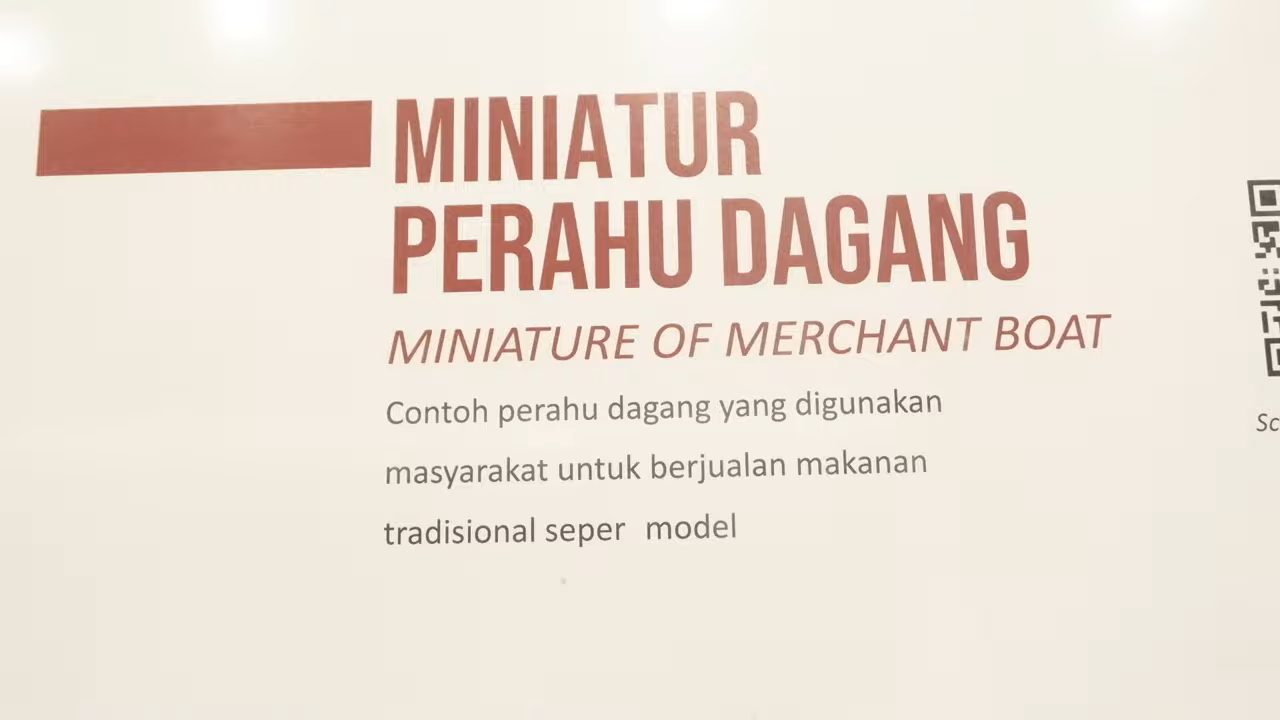 MINIATUR
PERAHU DAGANG
MINIATURE OF MERCHANT BOAT
Contoh perahu dagang yang digunakan
masyarakat untuk berjualan makanan
tradisional seper model
Sc